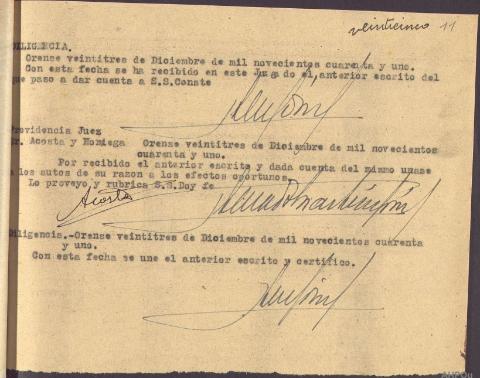 veinticinco 11
DILIGENCIA.
Orense veintitres de Diciembre de mil novecientos cuarenta y uno.
Con esta fecha se ha recibido en este Juzgado el anterior escrito del
que paso a dar cuenta a S.S. Conste
Providencia Juez
Sr. Acosta y Noriega Orense veintitres de Diciembre de mil novecientos
cuarenta y uno.
Por recibido el anterior escrito y dada cuenta del mismo unase
a los autos de su razon a los efectos oportunos.
Lo proveyo y rubrica S.S. Doy fe
Acosta
Diligencia.-Orense veintitres de Diciembre de mil novecientos cuarenta
y uno.
Con esta fecha se une el anterior escrito y certifico.